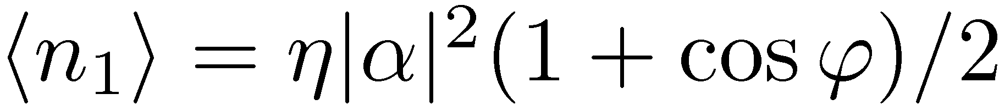 ⟨n₁⟩ = η|α|²(1 + cos φ)/2